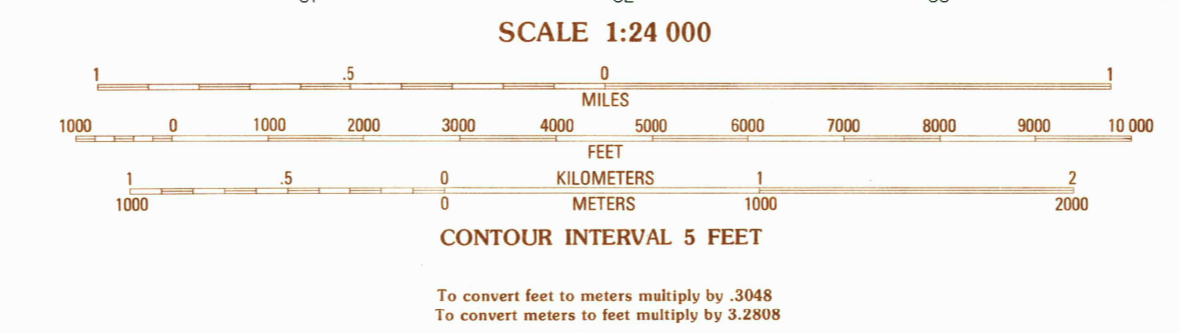 SCALE 1:24 000
1 .5 0 1
MILES
1000 0 1000 2000 3000 4000 5000 6000 7000 8000 9000 10 000
FEET
1 .5 0 KILOMETERS 1 2
1000 0 METERS 1000 2000
CONTOUR INTERVAL 5 FEET
To convert feet to meters multiply by .3048
To convert meters to feet multiply by 3.2808